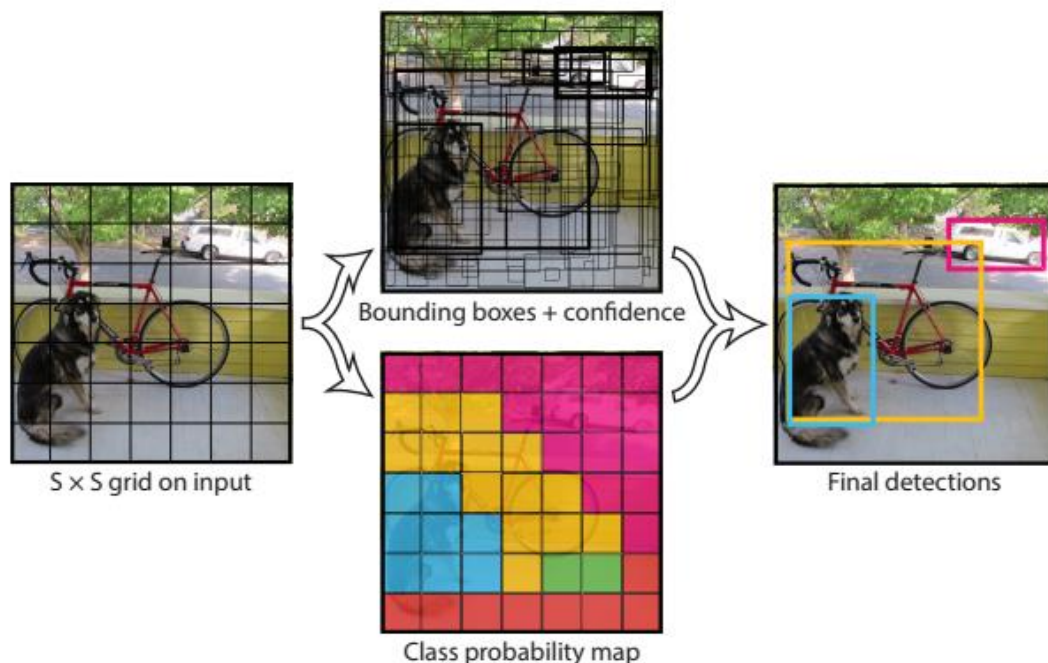 Bounding boxes + confidence
S × S grid on input
Final detections
Class probability map